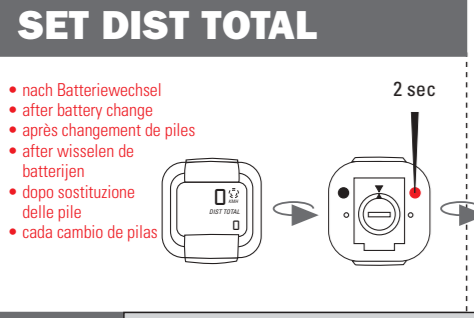 SET DIST TOTAL
• nach Batteriewechsel
• after battery change
• après changement de piles
• after wisselen de
batterijen
• dopo sostituzione
delle pile
• cada cambio de pilas
2 sec
0
KMH
DIST TOTAL
0